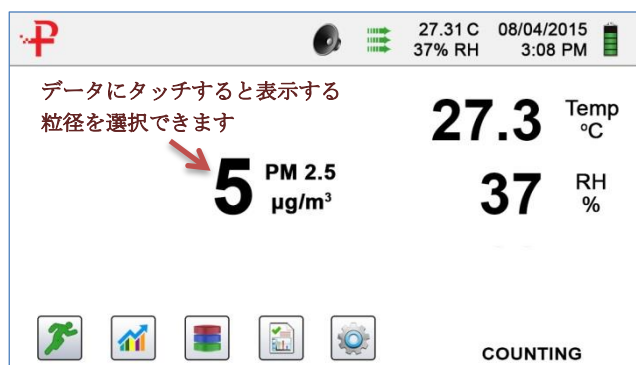 27.31 C 08/04/2015
37% RH 3:08 PM
データにタッチすると表示する
粒径を選択できます
27.3 Temp ºC
5 PM 2.5 µg/m³
37 RH %
COUNTING